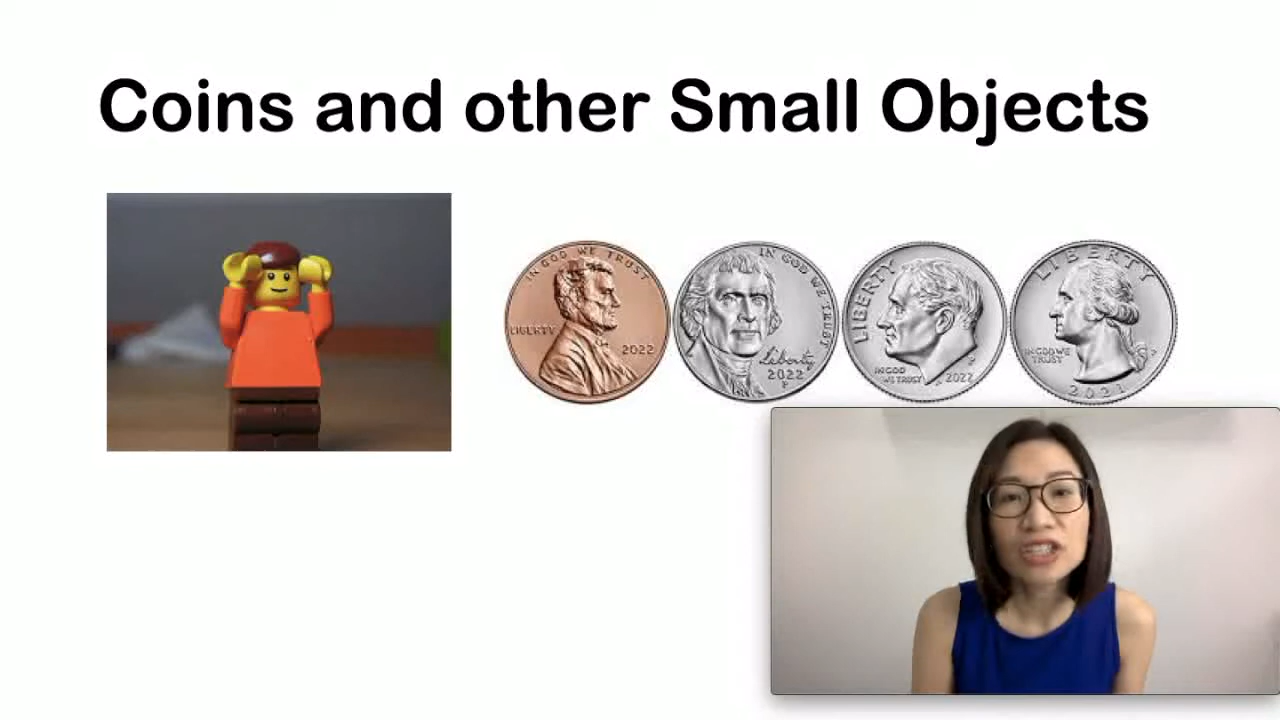 Coins and other Small Objects
IN GOD WE TRUST
LIBERTY
2022
IN GOD WE TRUST
Liberty
2022
P
LIBERTY
IN GOD
WE TRUST
P
2022
LIBERTY
IN GOD WE
TRUST
P
2021